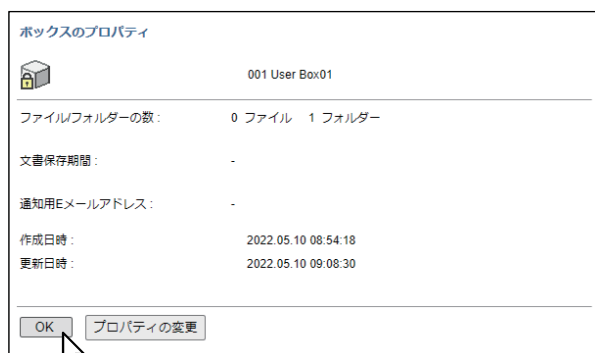 ボックスのプロパティ
001 User Box01
ファイル/フォルダーの数 : 0 ファイル 1 フォルダー
文書保存期間 : -
通知用Eメールアドレス : -
作成日時 : 2022.05.10 08:54:18
更新日時 : 2022.05.10 09:08:30
OK プロパティの変更